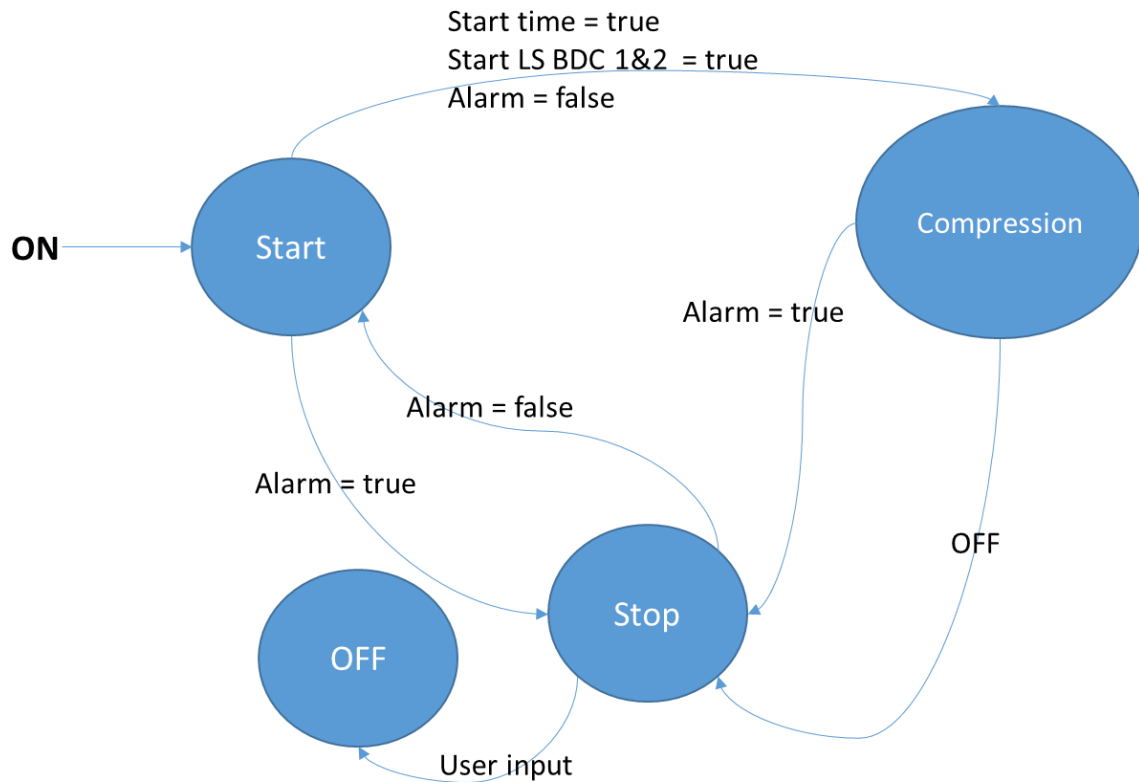 Start time = true
Start LS BDC 1&2  = true
Alarm = false
Compression
ON
Start
Alarm = true
Alarm = false
Alarm = true
OFF
Stop
OFF
User input